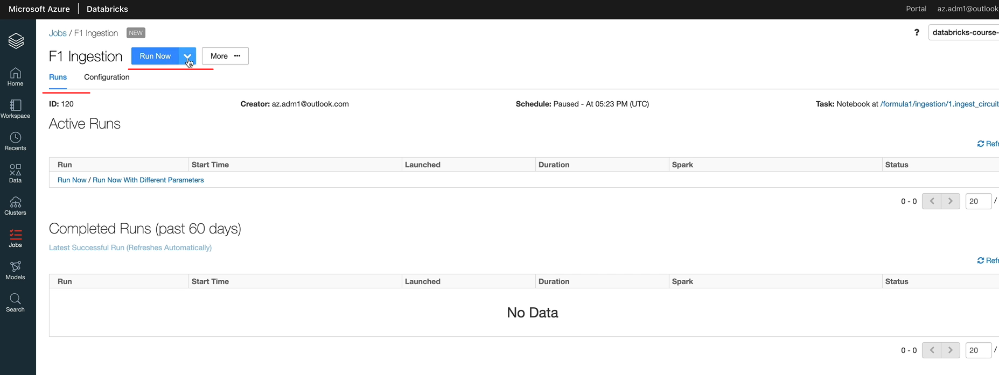 Microsoft Azure | Databricks
Portal az.adm1@outlook
Jobs / F1 Ingestion NEW
? databricks-course-
F1 Ingestion Run Now More ···
Runs Configuration
ID: 120 Creator: az.adm1@outlook.com Schedule: Paused - At 05:23 PM (UTC) Task: Notebook at /formula1/ingestion/1.ingest_circuit
Active Runs
Refr
Run Start Time Launched Duration Spark Status
Run Now / Run Now With Different Parameters
0 - 0 < > 20 /
Completed Runs (past 60 days)
Latest Successful Run (Refreshes Automatically)
Refr
Run Start Time Launched Duration Spark Status
No Data
0 - 0 < > 20 /
Home
Workspace
Recents
Data
Clusters
Jobs
Models
Search